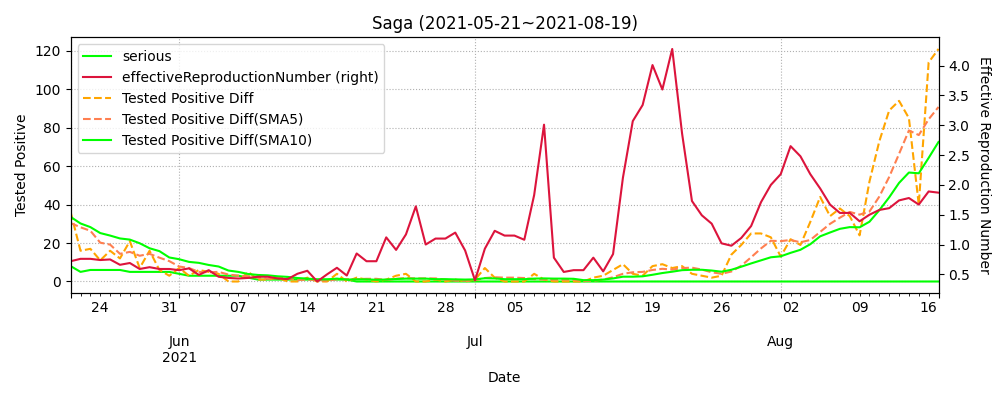 Saga (2021-05-21~2021-08-19)
serious
effectiveReproductionNumber (right)
Tested Positive Diff
Tested Positive Diff(SMA5)
Tested Positive Diff(SMA10)
Tested Positive
120
100
80
60
40
20
0
4.0
3.5
3.0
2.5
2.0
1.5
1.0
0.5
Effective Reproduction Number
24 31 07 14 21 28 05 12 19 26 02 09 16
Jun Jul Aug
2021
Date